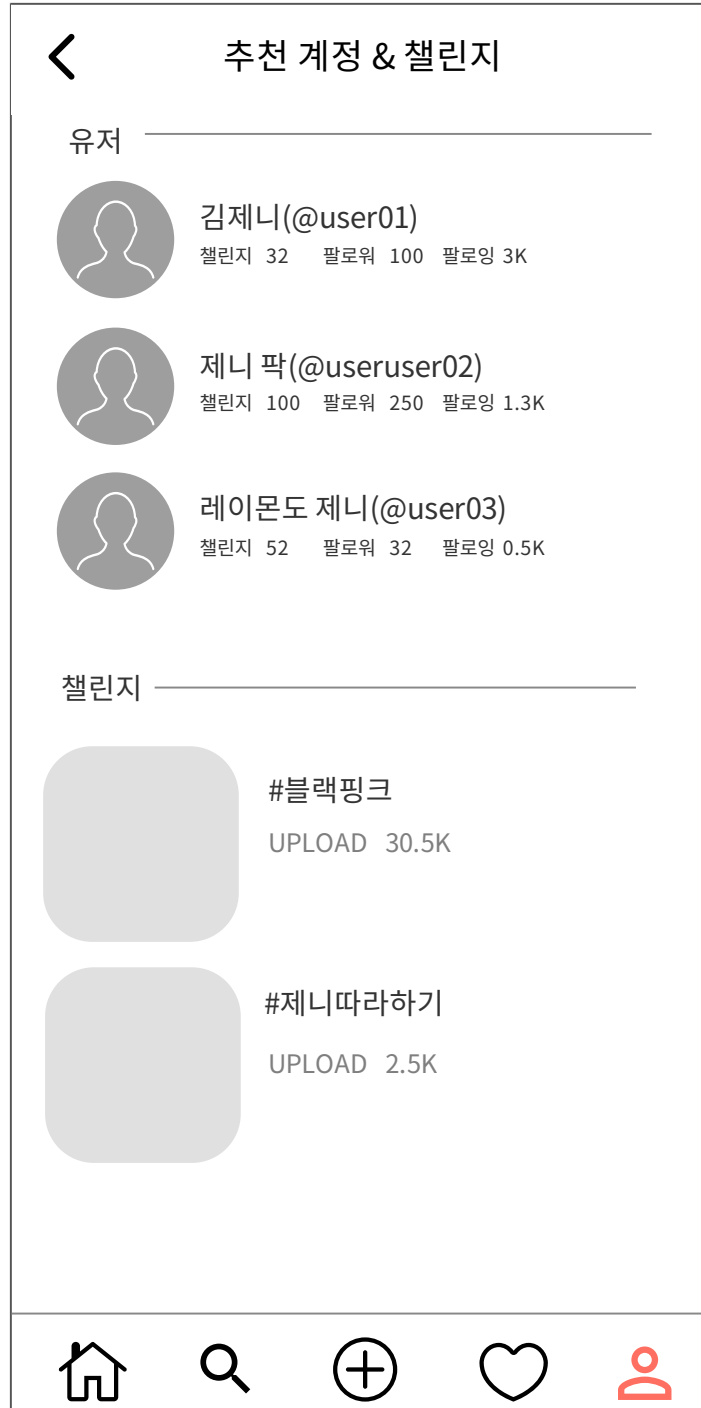 추천 계정 & 챌린지
유저
김제니(@user01)
챌린지 32 팔로워 100 팔로잉 3K
제니 팍(@useruser02)
챌린지 100 팔로워 250 팔로잉 1.3K
레이몬도 제니(@user03)
챌린지 52 팔로워 32 팔로잉 0.5K
챌린지
#블랙핑크
UPLOAD 30.5K
#제니따라하기
UPLOAD 2.5K